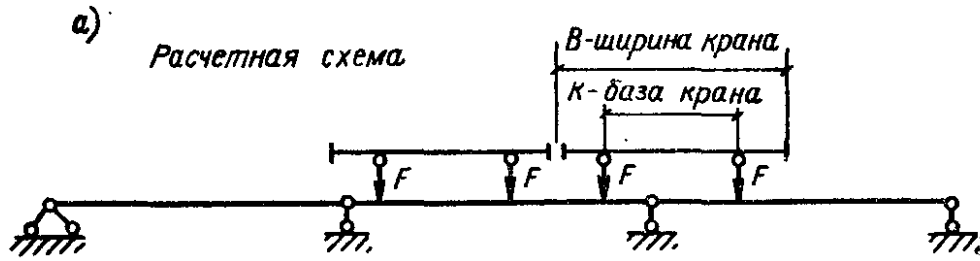 а)
Расчетная схема
В-ширина крана
К-база крана
F F F F